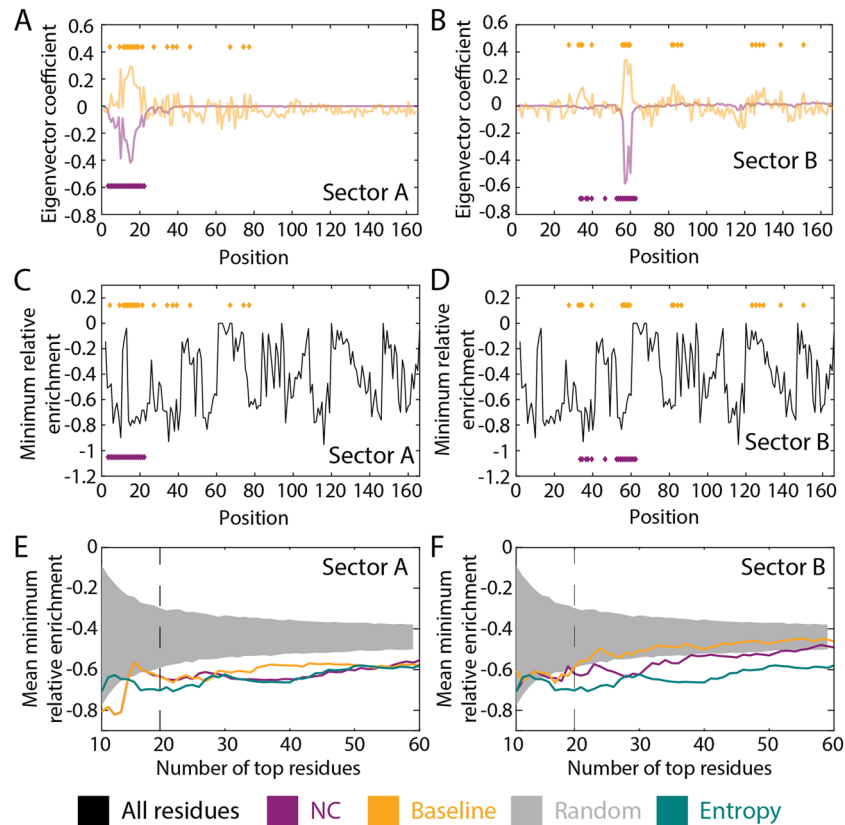 A
Eigenvector coefficient
0.6
0.4
0.2
0
-0.2
-0.4
-0.6
-0.8
Sector A
0 20 40 60 80 100 120 140 160
Position
B
Eigenvector coefficient
0.6
0.4
0.2
0
-0.2
-0.4
-0.6
-0.8
Sector B
0 20 40 60 80 100 120 140 160
Position
C
Minimum relative
enrichment
0.2
0
-0.2
-0.4
-0.6
-0.8
-1
-1.2
Sector A
0 20 40 60 80 100 120 140 160
Position
D
Minimum relative
enrichment
0.2
0
-0.2
-0.4
-0.6
-0.8
-1
-1.2
Sector B
0 20 40 60 80 100 120 140 160
Position
E
Mean minimum
relative enrichment
0
-0.2
-0.4
-0.6
-0.8
Sector A
10 20 30 40 50 60
Number of top residues
F
Mean minimum
relative enrichment
0
-0.2
-0.4
-0.6
-0.8
Sector B
10 20 30 40 50 60
Number of top residues
All residues NC Baseline Random Entropy